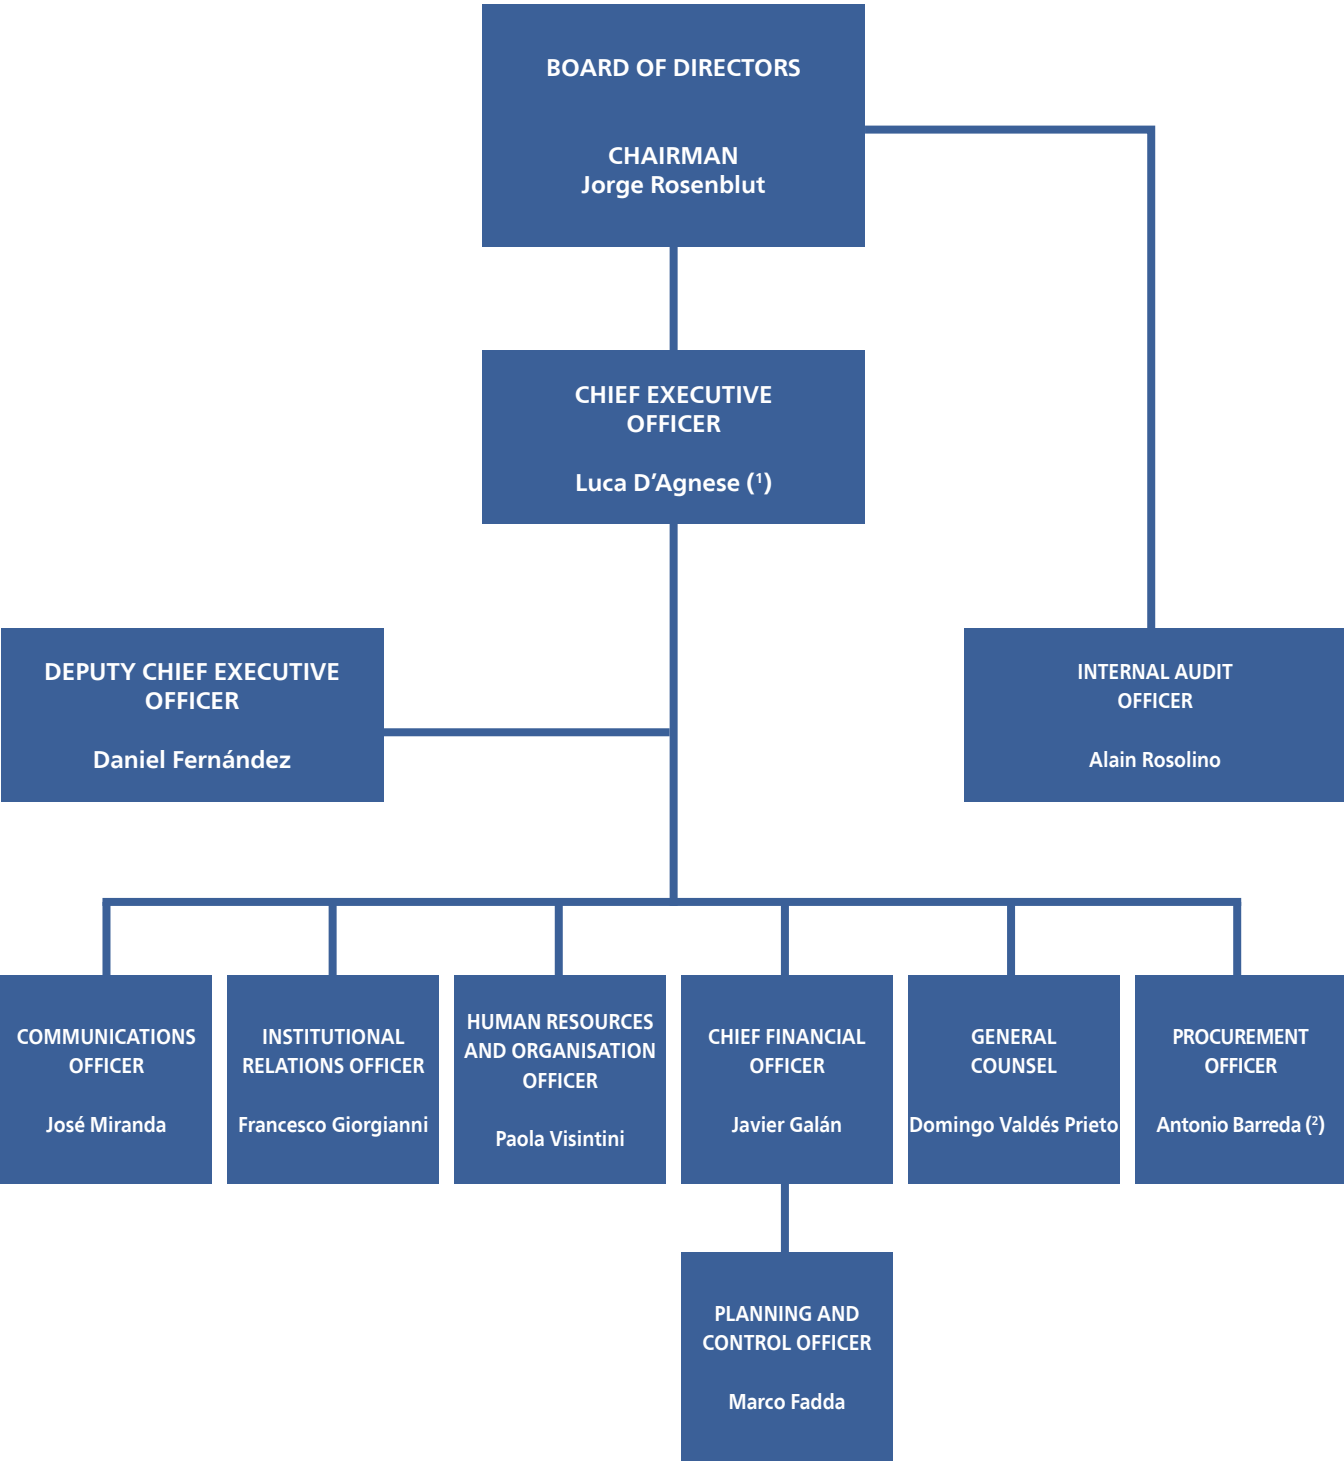 BOARD OF DIRECTORS
CHAIRMAN
Jorge Rosenblut
CHIEF EXECUTIVE
OFFICER
Luca D’Agnese (¹)
DEPUTY CHIEF EXECUTIVE
OFFICER
Daniel Fernández
INTERNAL AUDIT
OFFICER
Alain Rosolino
COMMUNICATIONS
OFFICER
José Miranda
INSTITUTIONAL
RELATIONS OFFICER
Francesco Giorgianni
HUMAN RESOURCES
AND ORGANISATION
OFFICER
Paola Visintini
CHIEF FINANCIAL
OFFICER
Javier Galán
GENERAL
COUNSEL
Domingo Valdés Prieto
PROCUREMENT
OFFICER
Antonio Barreda (²)
PLANNING AND
CONTROL OFFICER
Marco Fadda